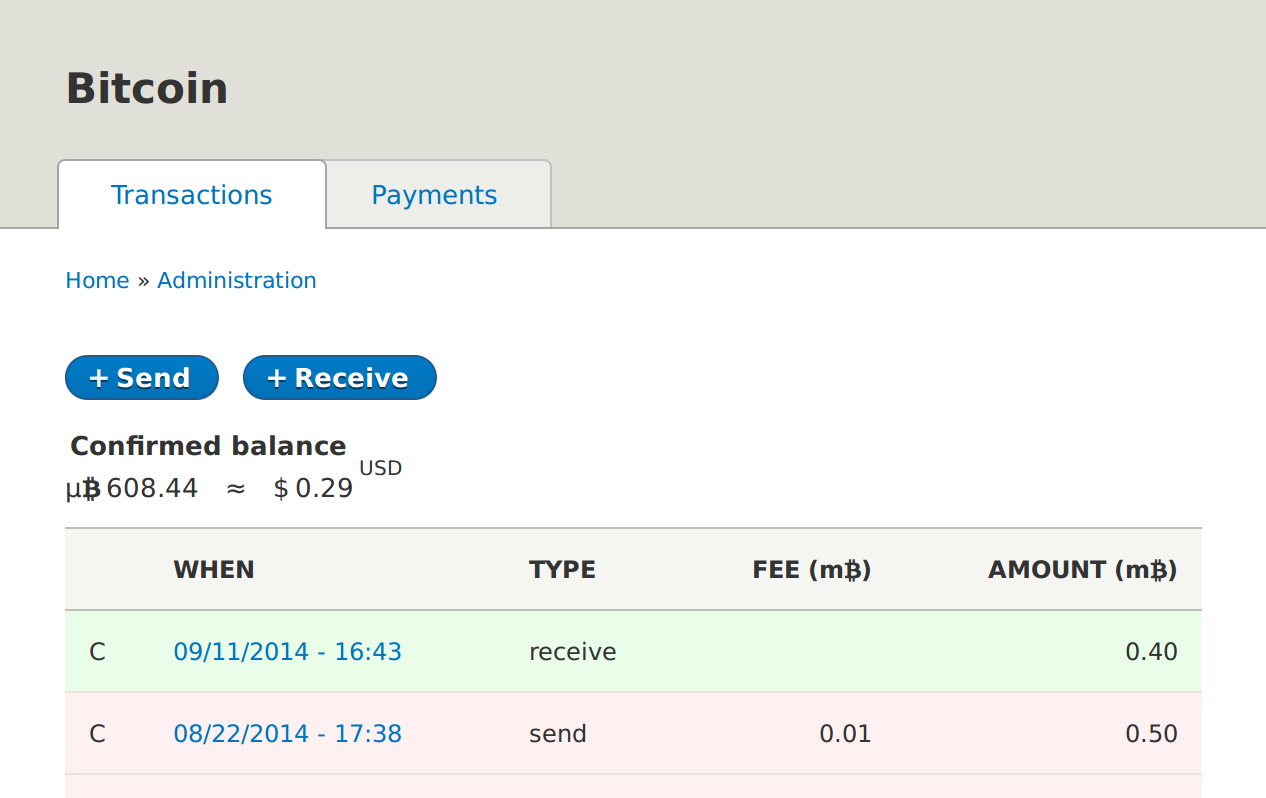 Bitcoin
Transactions Payments
Home » Administration
+ Send + Receive
Confirmed balance
µ₿ 608.44 ≈ $ 0.29 USD
WHEN TYPE FEE (m₿) AMOUNT (m₿)
C 09/11/2014 - 16:43 receive 0.40
C 08/22/2014 - 17:38 send 0.01 0.50